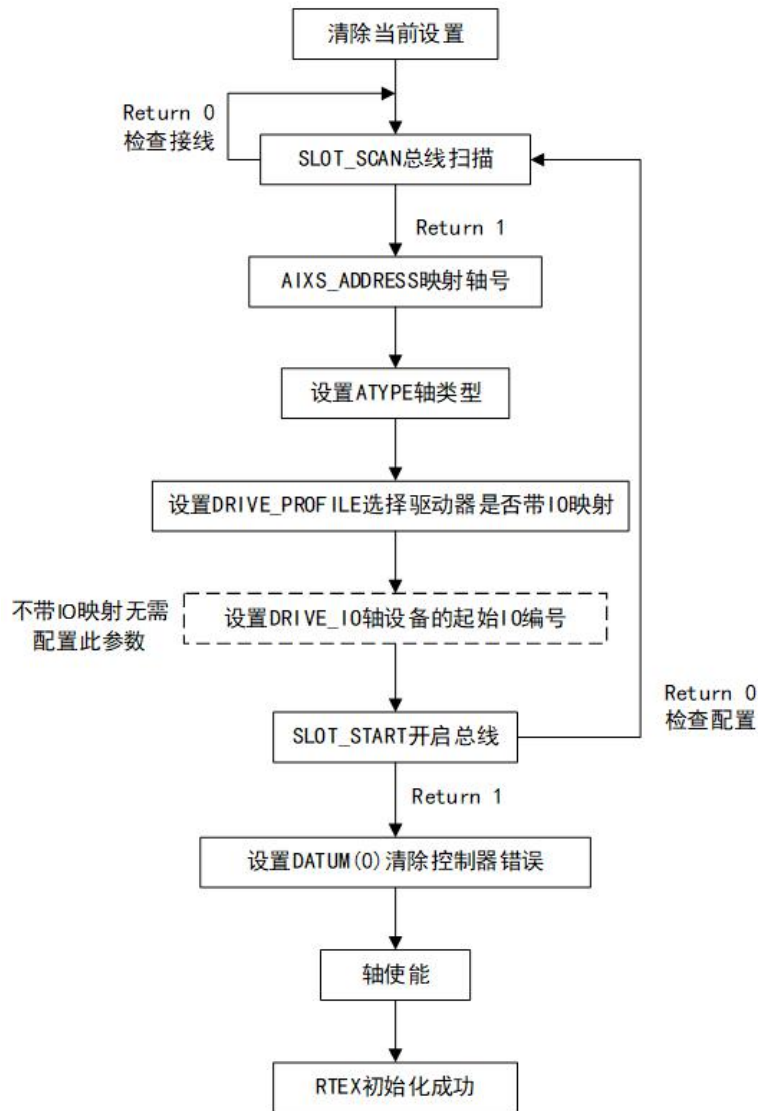 清除当前设置
Return 0
检查接线
SLOT_SCAN总线扫描
Return 1
AIXS_ADDRESS映射轴号
设置ATYPE轴类型
设置DRIVE_PROFILE选择驱动器是否带IO映射
不带IO映射无需
配置此参数
设置DRIVE_IO轴设备的起始IO编号
Return 0
检查配置
SLOT_START开启总线
Return 1
设置DATUM(0)清除控制器错误
轴使能
RTEX初始化成功